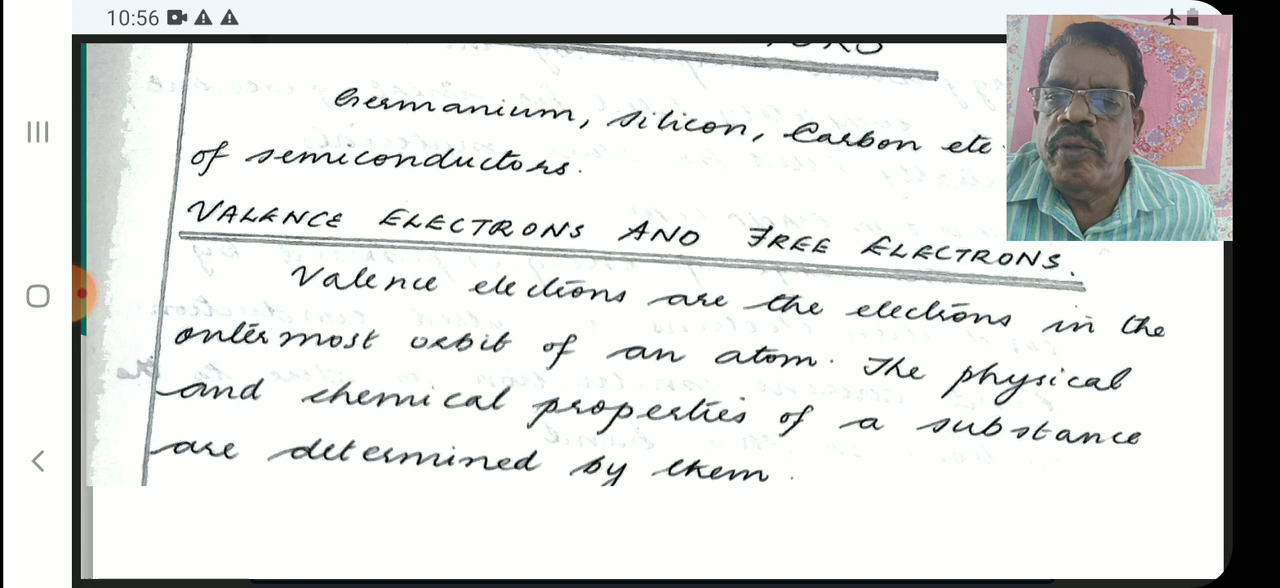 10:56
Germanium, Silicon, Carbon etc.
of semiconductors.
VALENCE ELECTRONS AND FREE ELECTRONS.
Valence electrons are the electrons in the
outermost orbit of an atom. The physical
and chemical properties of a substance
are determined by them.